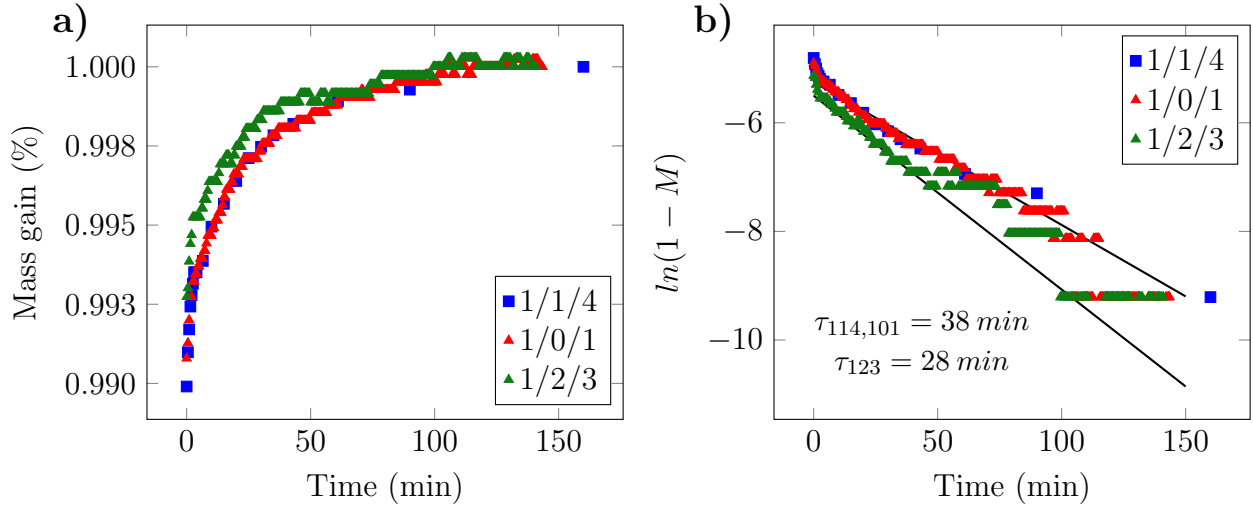 a)
Mass gain (%)
1.000
0.998
0.995
0.993
0.990
0
50
100
150
Time (min)
1/1/4
1/0/1
1/2/3
b)
ln(1 − M)
−6
−8
−10
0
50
100
150
Time (min)
1/1/4
1/0/1
1/2/3
τ114,101 = 38 min
τ123 = 28 min